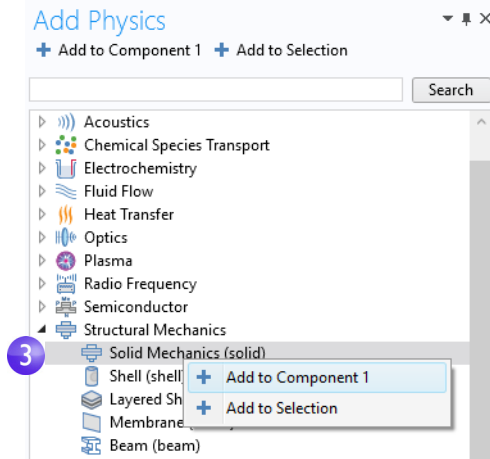 Add Physics
Add to Component 1 Add to Selection
Search
Acoustics
Chemical Species Transport
Electrochemistry
Fluid Flow
Heat Transfer
Optics
Plasma
Radio Frequency
Semiconductor
Structural Mechanics
3 Solid Mechanics (solid)
Shell (shell) Add to Component 1
Layered Sh
Add to Selection
Membrane
Beam (beam)